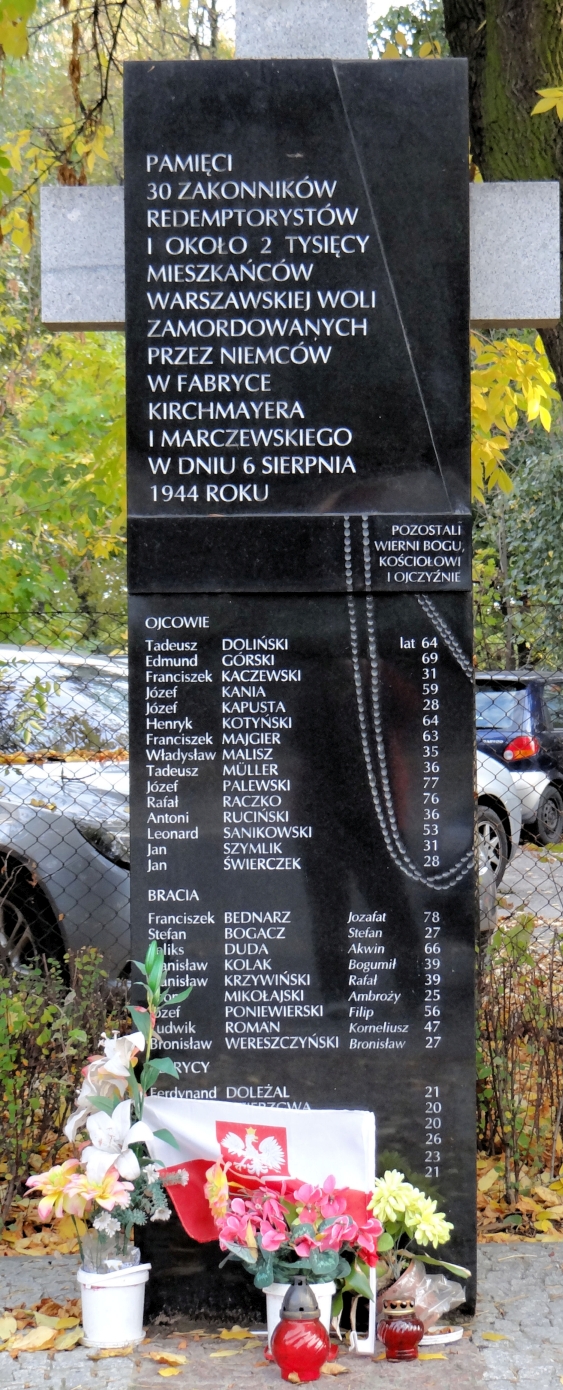 PAMIĘCI
30 ZAKONNIKÓW
REDEMPTORYSTÓW
I OKOŁO 2 TYSIĘCY
MIESZKAŃCÓW
WARSZAWSKIEJ WOLI
ZAMORDOWANYCH
PRZEZ NIEMCÓW
W FABRYCE
KIRCHMAYERA
I MARCZEWSKIEGO
W DNIU 6 SIERPNIA
1944 ROKU
POZOSTALI
WIERNI BOGU,
KOŚCIOŁOWI
I OJCZYŹNIE
OJCOWIE
Tadeusz DOLIŃSKI lat 64
Edmund GÓRSKI 69
Franciszek KACZEWSKI 31
Józef KANIA 59
Józef KAPUSTA 28
Henryk KOTYŃSKI 64
Franciszek MAJGIER 63
Władysław MALISZ 35
Tadeusz MÜLLER 36
Józef PALEWSKI 77
Rafał RACZKO 76
Antoni RUCIŃSKI 36
Leonard SANIKOWSKI 53
Jan SZYMLIK 31
Jan ŚWIERCZEK 28
BRACIA
Franciszek BEDNARZ Jozafat 78
Stefan BOGACZ Stefan 27
DUDA Akwin 66
KOLAK Bogumił 39
KRZYWIŃSKI Rafał 39
MIKOŁAJSKI Ambroży 25
Józef PONIEWIERSKI Filip 56
Ludwik ROMAN Korneliusz 47
Bronisław WERESZCZYŃSKI Bronisław 27
Ferdynand DOLEŻAL 21
20
20
26
23
21